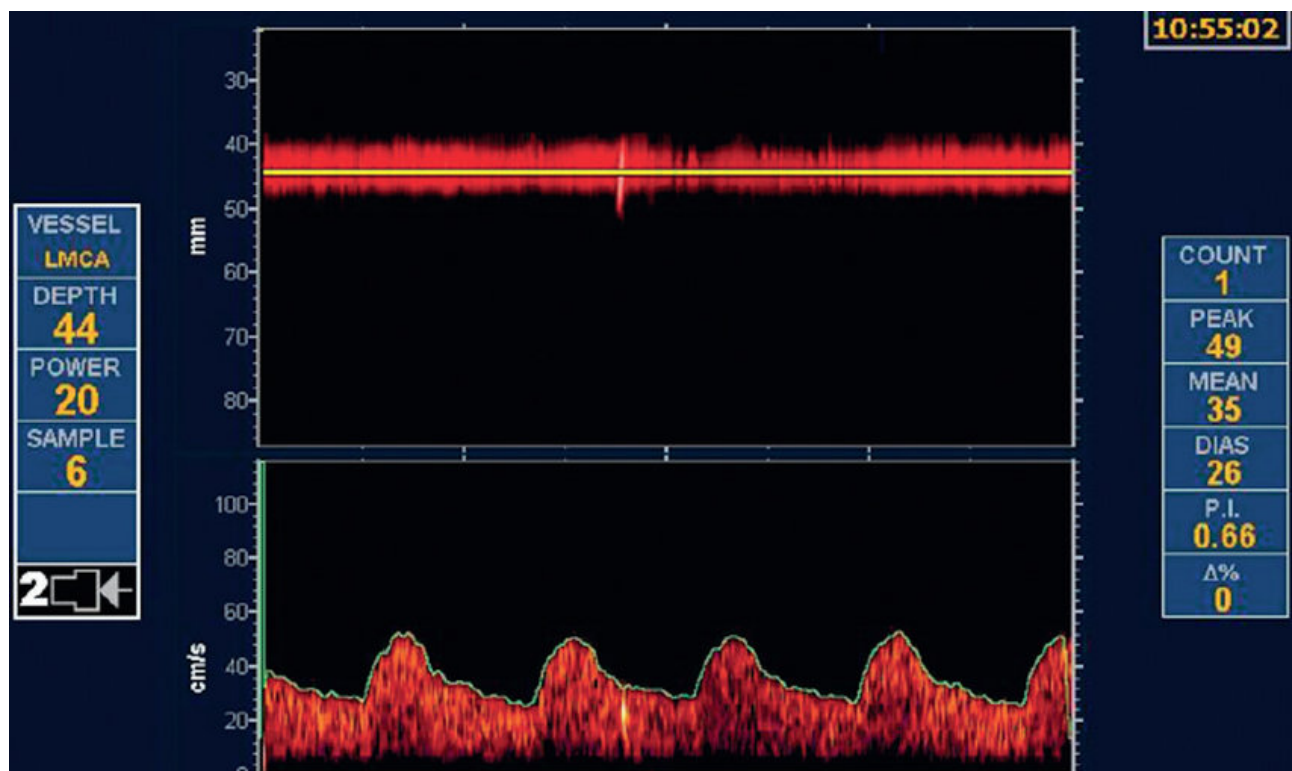 10:55:02
VESSEL
LMCA
DEPTH
44
POWER
20
SAMPLE
6
2
mm
30
40
50
60
70
80
cm/s
100
80
60
40
20
0
COUNT
1
PEAK
49
MEAN
35
DIAS
26
P.I.
0.66
Δ%
0